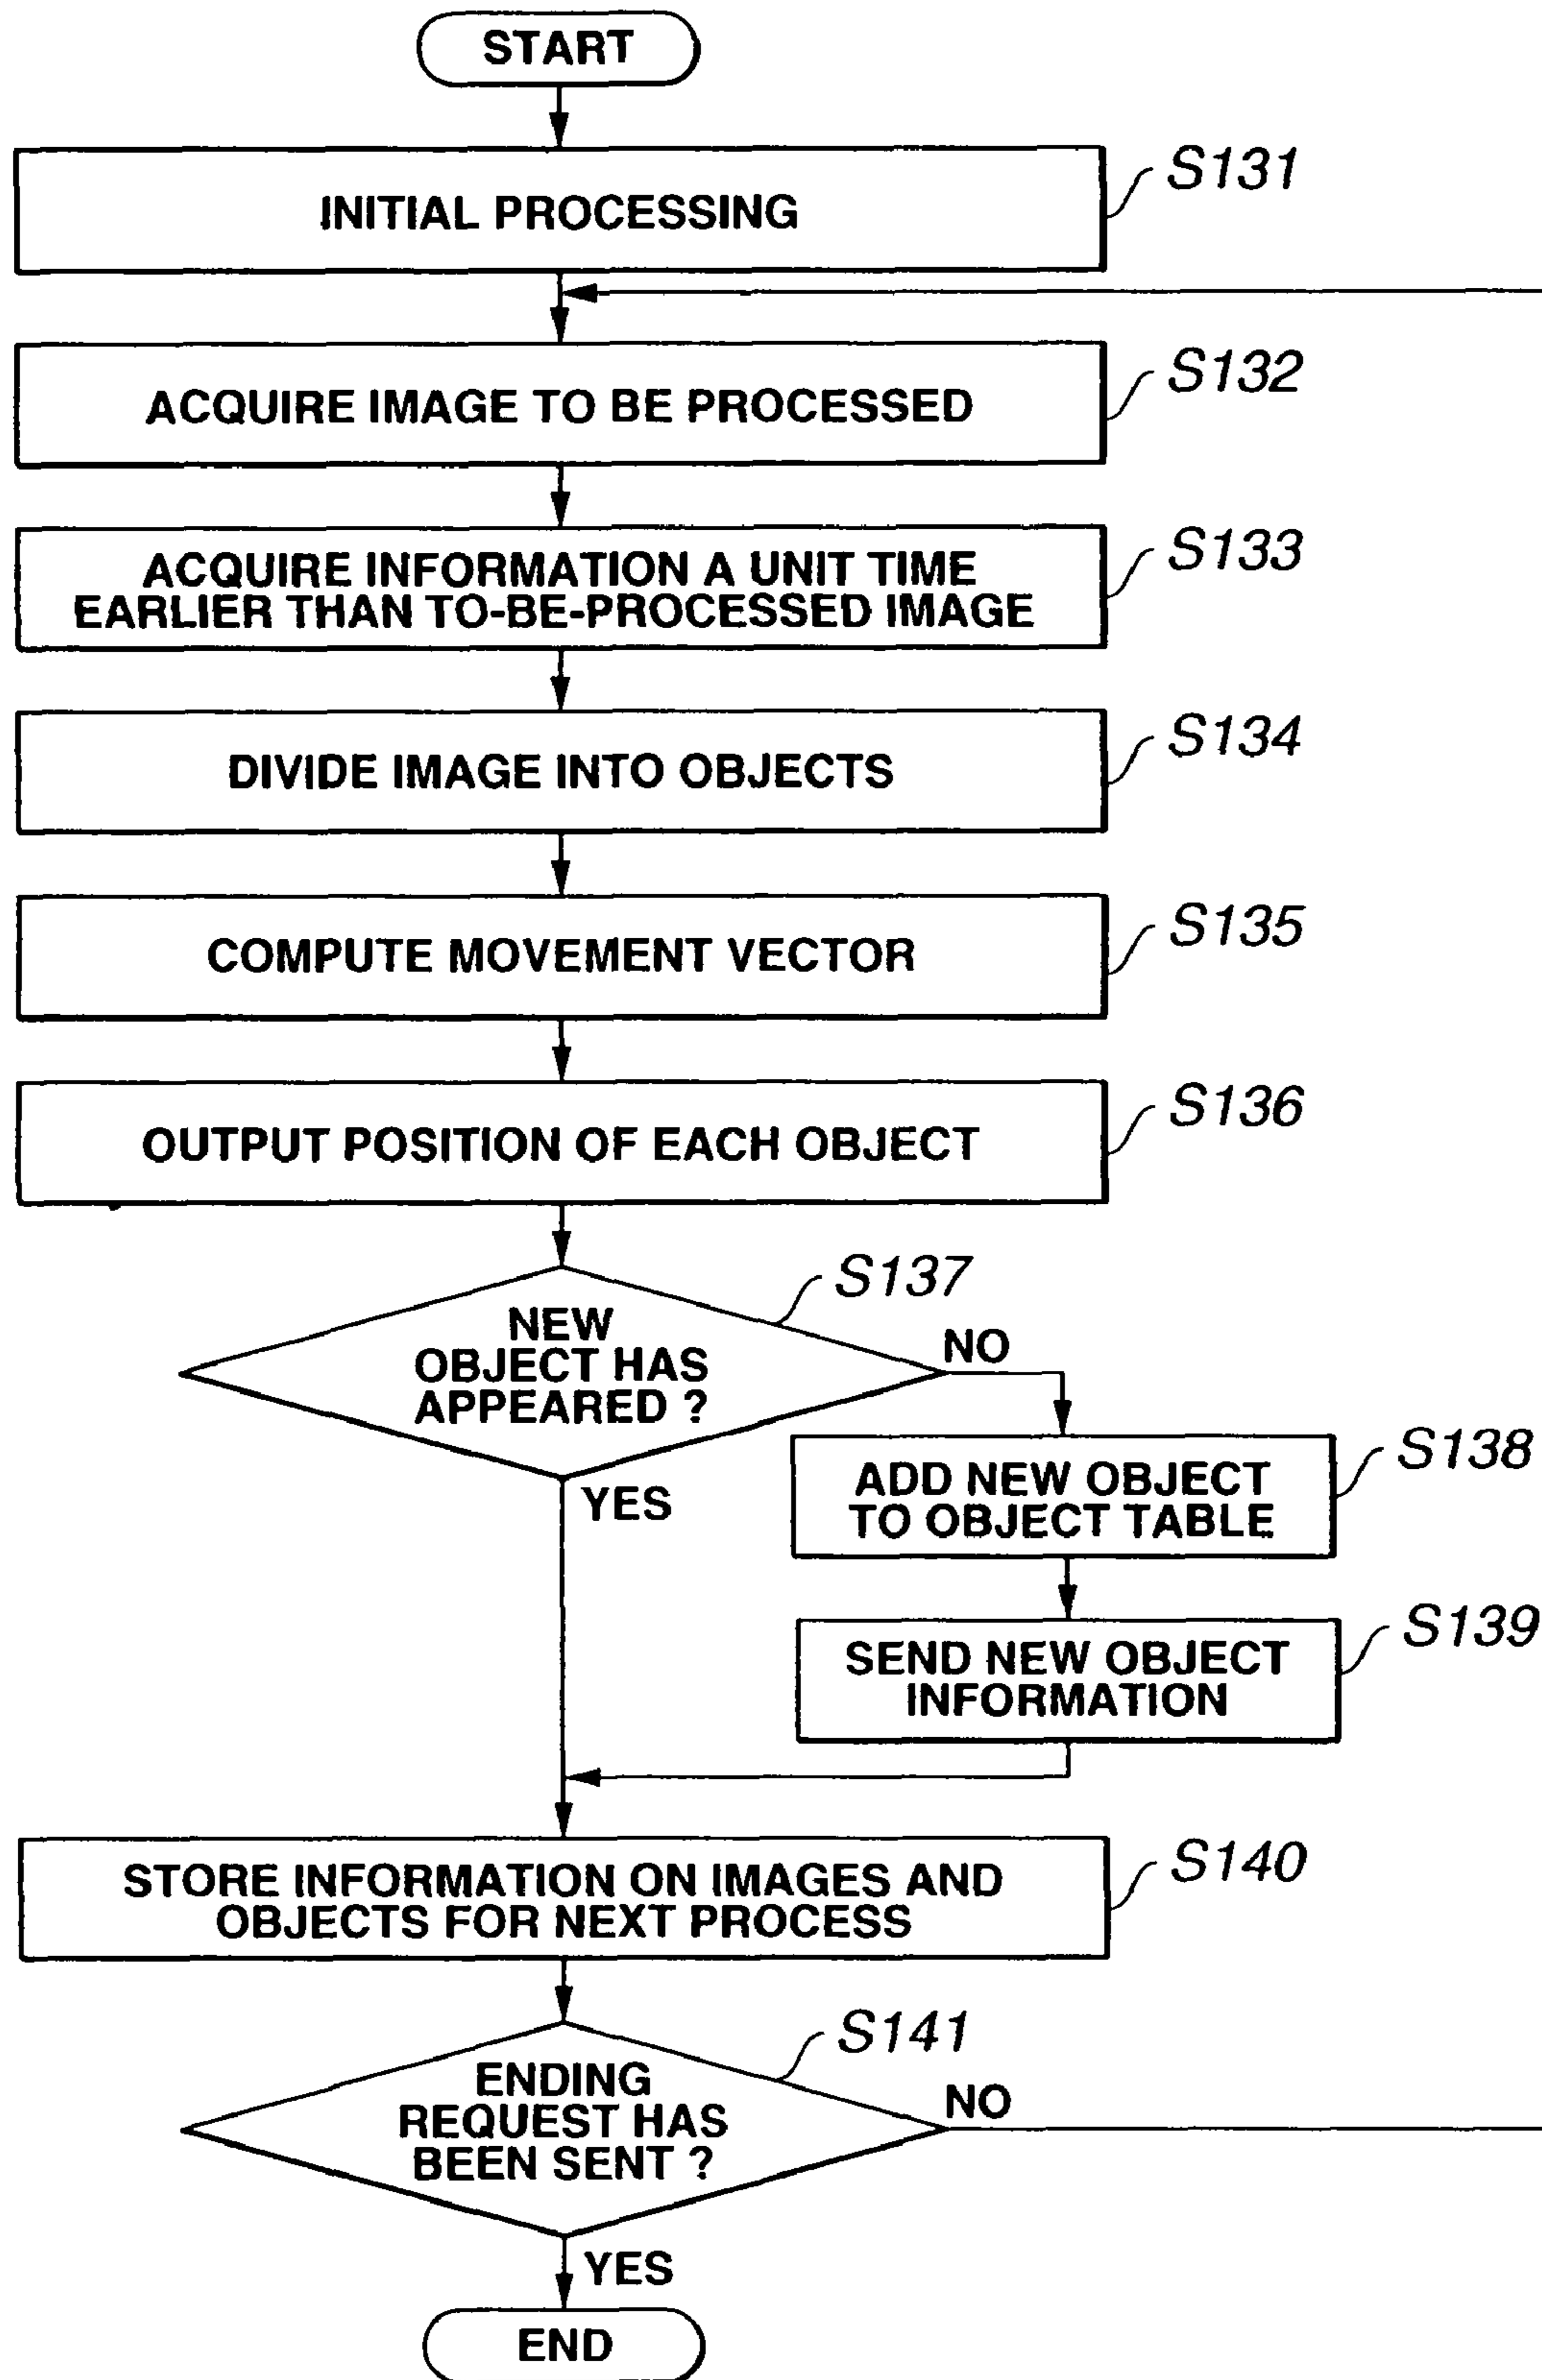 START
INITIAL PROCESSING
S131
ACQUIRE IMAGE TO BE PROCESSED
S132
ACQUIRE INFORMATION A UNIT TIME
EARLIER THAN TO-BE-PROCESSED IMAGE
S133
DIVIDE IMAGE INTO OBJECTS
S134
COMPUTE MOVEMENT VECTOR
S135
OUTPUT POSITION OF EACH OBJECT
S136
NEW
OBJECT HAS
APPEARED ?
S137
NO
YES
ADD NEW OBJECT
TO OBJECT TABLE
S138
SEND NEW OBJECT
INFORMATION
S139
STORE INFORMATION ON IMAGES AND
OBJECTS FOR NEXT PROCESS
S140
ENDING
REQUEST HAS
BEEN SENT ?
S141
NO
YES
END